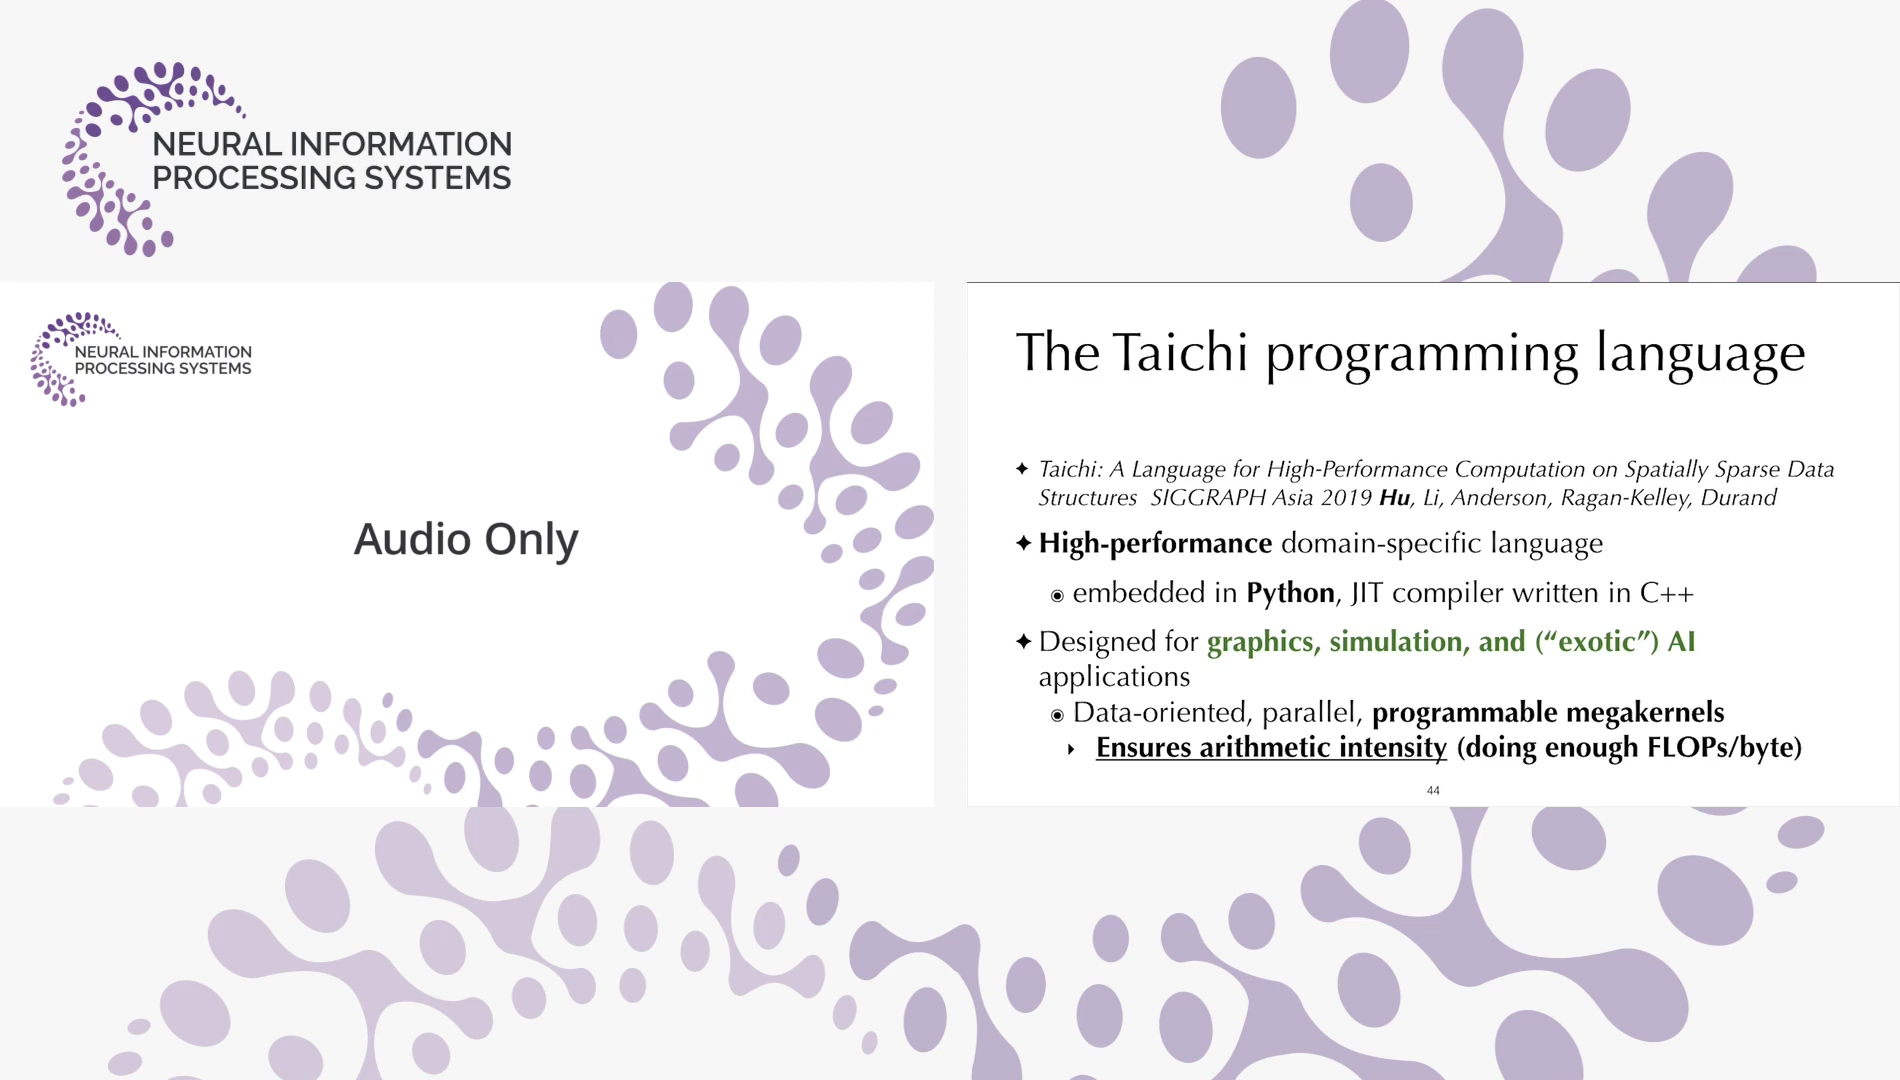 NEURAL INFORMATION
PROCESSING SYSTEMS
NEURAL INFORMATION
PROCESSING SYSTEMS
Audio Only
The Taichi programming language
✦ Taichi: A Language for High-Performance Computation on Spatially Sparse Data
Structures SIGGRAPH Asia 2019 Hu, Li, Anderson, Ragan-Kelley, Durand
✦ High-performance domain-specific language
◉ embedded in Python, JIT compiler written in C++
✦ Designed for graphics, simulation, and (“exotic”) AI
applications
◉ Data-oriented, parallel, programmable megakernels
‣ Ensures arithmetic intensity (doing enough FLOPs/byte)
44